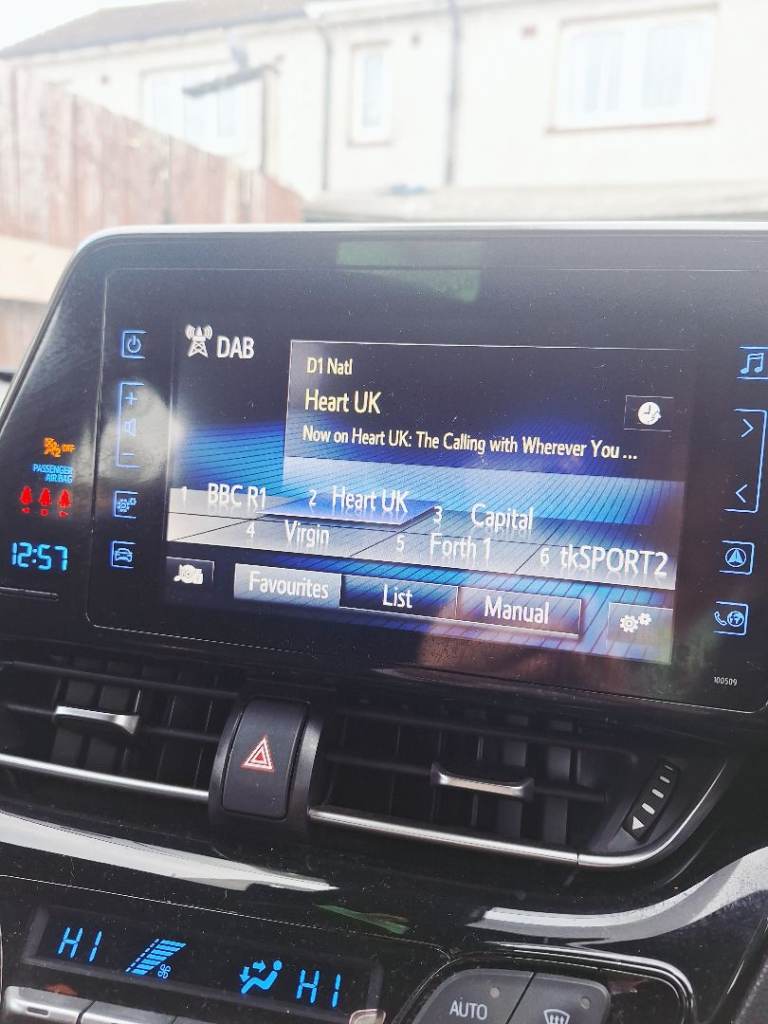 DAB
D1 Natl
Heart UK
Now on Heart UK: The Calling with Wherever You ...
OFF
PASSENGER
AIR BAG
12:57
1 BBC R1 2 Heart UK 3 Capital
4 Virgin 5 Forth 1 6 tkSPORT2
Favourites List Manual
100509
HI HI
AUTO